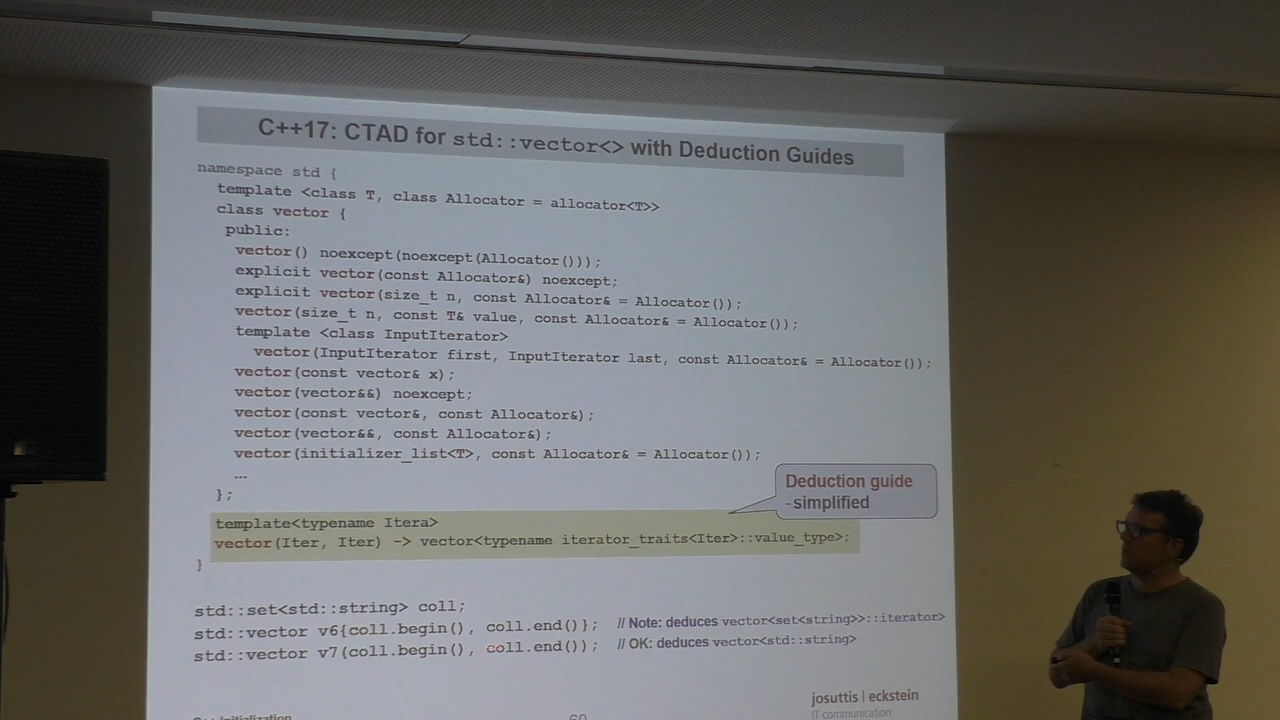 C++17: CTAD for std::vector<> with Deduction Guides
namespace std {
template <class T, class Allocator = allocator<T>>
class vector {
public:
vector() noexcept(noexcept(Allocator()));
explicit vector(const Allocator&) noexcept;
explicit vector(size_t n, const Allocator& = Allocator());
vector(size_t n, const T& value, const Allocator& = Allocator());
template <class InputIterator>
vector(InputIterator first, InputIterator last, const Allocator& = Allocator());
vector(const vector& x);
vector(vector&&) noexcept;
vector(const vector&, const Allocator&);
vector(vector&&, const Allocator&);
vector(initializer_list<T>, const Allocator& = Allocator());
...
};
Deduction guide
-simplified
template<typename Itera>
vector(Iter, Iter) -> vector<typename iterator_traits<Iter>::value_type>;
}
std::set<std::string> coll;
std::vector v6{coll.begin(), coll.end()}; // Note: deduces vector<set<string>>::iterator>
std::vector v7(coll.begin(), coll.end()); // OK: deduces vector<std::string>
josuttis | eckstein
IT communication
C++ Initialization
60